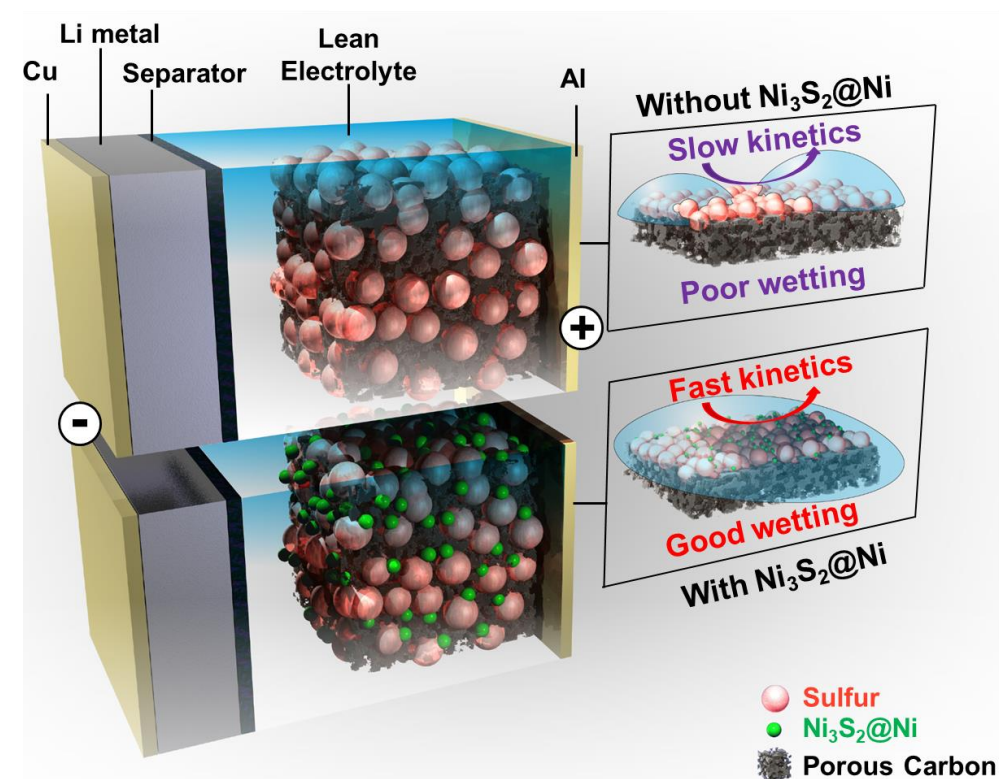 Li metal
Cu
Separator
Lean
Electrolyte
Al
Without Ni₃S₂@Ni
Slow kinetics
Poor wetting
+
-
Fast kinetics
Good wetting
With Ni₃S₂@Ni
Sulfur
Ni₃S₂@Ni
Porous Carbon